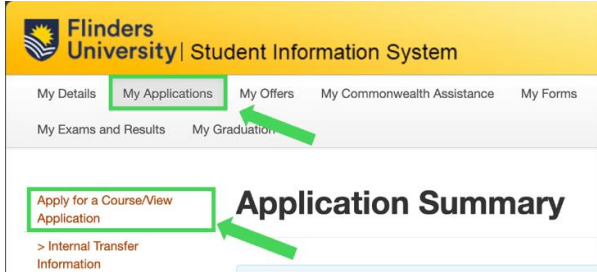 Flinders
University | Student Information System
My Details My Applications My Offers My Commonwealth Assistance My Forms
My Exams and Results My Graduation
Apply for a Course/View
Application
Application Summary
> Internal Transfer
Information